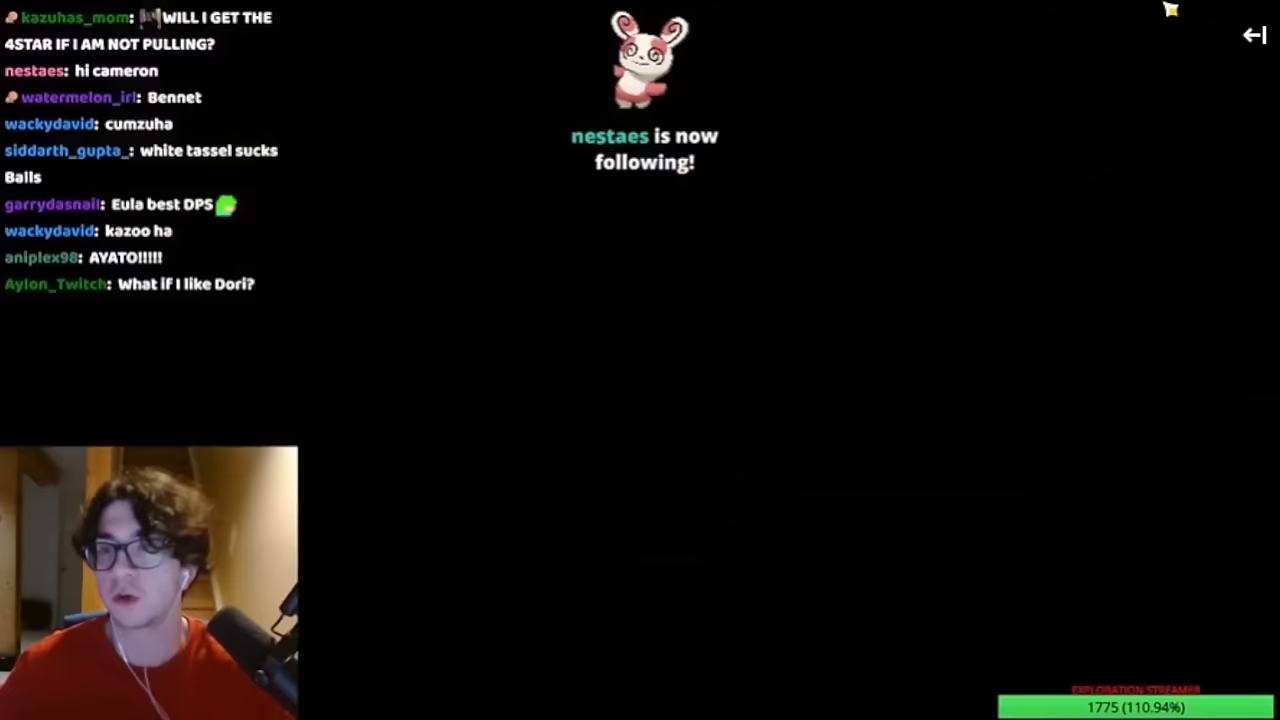 kazuhas_mom: WILL I GET THE
4STAR IF I AM NOT PULLING?
nestaes: hi cameron
watermelon_irl: Bennet
wackydavid: cumzuha
siddarth_gupta_: white tassel sucks
Balls
garrydasnail: Eula best DPS
wackydavid: kazoo ha
aniplex98: AYATO!!!!!
Aylon_Twitch: What if I like Dori?
nestaes is now
following!
EXPLORATION STREAMER
1775 (110.94%)